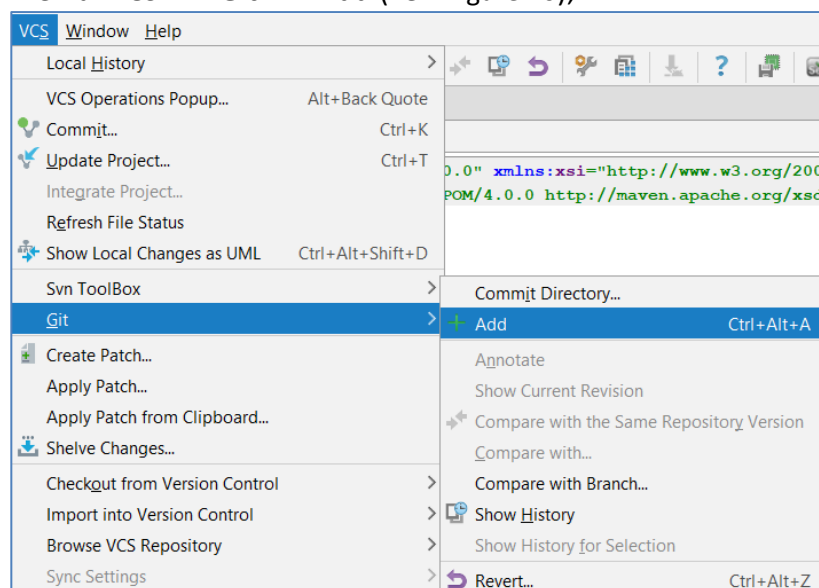 VCS Window Help
Local History
VCS Operations Popup... Alt+Back Quote
Commit... Ctrl+K
Update Project... Ctrl+T
0.0" xmlns:xsi="http://www.w3.org/200
Integrate Project...
POM/4.0.0 http://maven.apache.org/xsd
Refresh File Status
Show Local Changes as UML Ctrl+Alt+Shift+D
Svn ToolBox
Commit Directory...
Git
Add Ctrl+Alt+A
Create Patch...
Annotate
Apply Patch...
Show Current Revision
Apply Patch from Clipboard...
Compare with the Same Repository Version
Shelve Changes...
Compare with...
Checkout from Version Control
Compare with Branch...
Import into Version Control
Show History
Browse VCS Repository
Show History for Selection
Sync Settings
Revert... Ctrl+Alt+Z